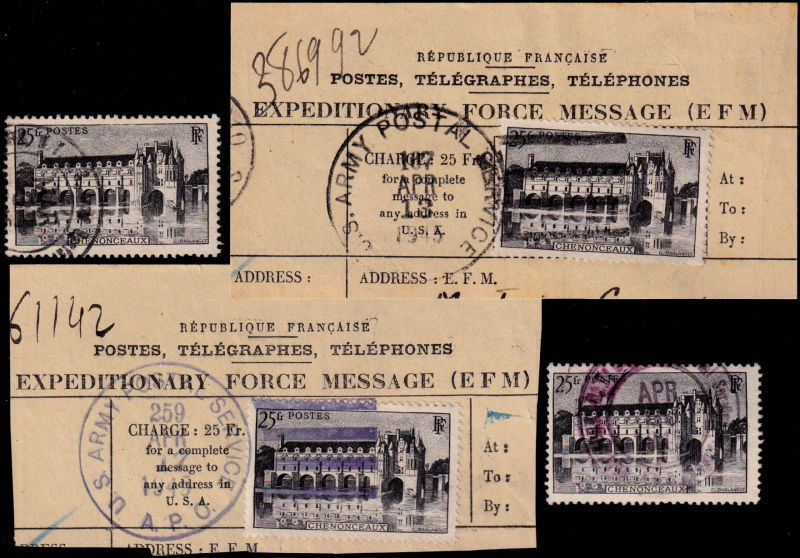 386992
RÉPUBLIQUE FRANÇAISE
POSTES, TÉLÉGRAPHES, TÉLÉPHONES
EXPEDITIONARY FORCE MESSAGE (EFM)
U.S. ARMY POSTAL SERVICE
167
APR
1945
CHARGE: 25 Fr.
for a complete
message to
any address in
U. S. A.
25f POSTES RF
CHENONCEAUX
At :
To :
By :
ADDRESS :
ADDRESS : E. F. M.
25f POSTES RF
CHENONCEAUX
61142
RÉPUBLIQUE FRANÇAISE
POSTES, TÉLÉGRAPHES, TÉLÉPHONES
EXPEDITIONARY FORCE MESSAGE (EFM)
U.S. ARMY POSTAL SERVICE
259
APR
A.P.O.
CHARGE : 25 Fr.
for a complete
message to
any address in
U. S. A.
25f POSTES RF
CHENONCEAUX
At :
To :
By :
ADDRESS : E. F. M.
25f RF
APR
CHENONCEAUX